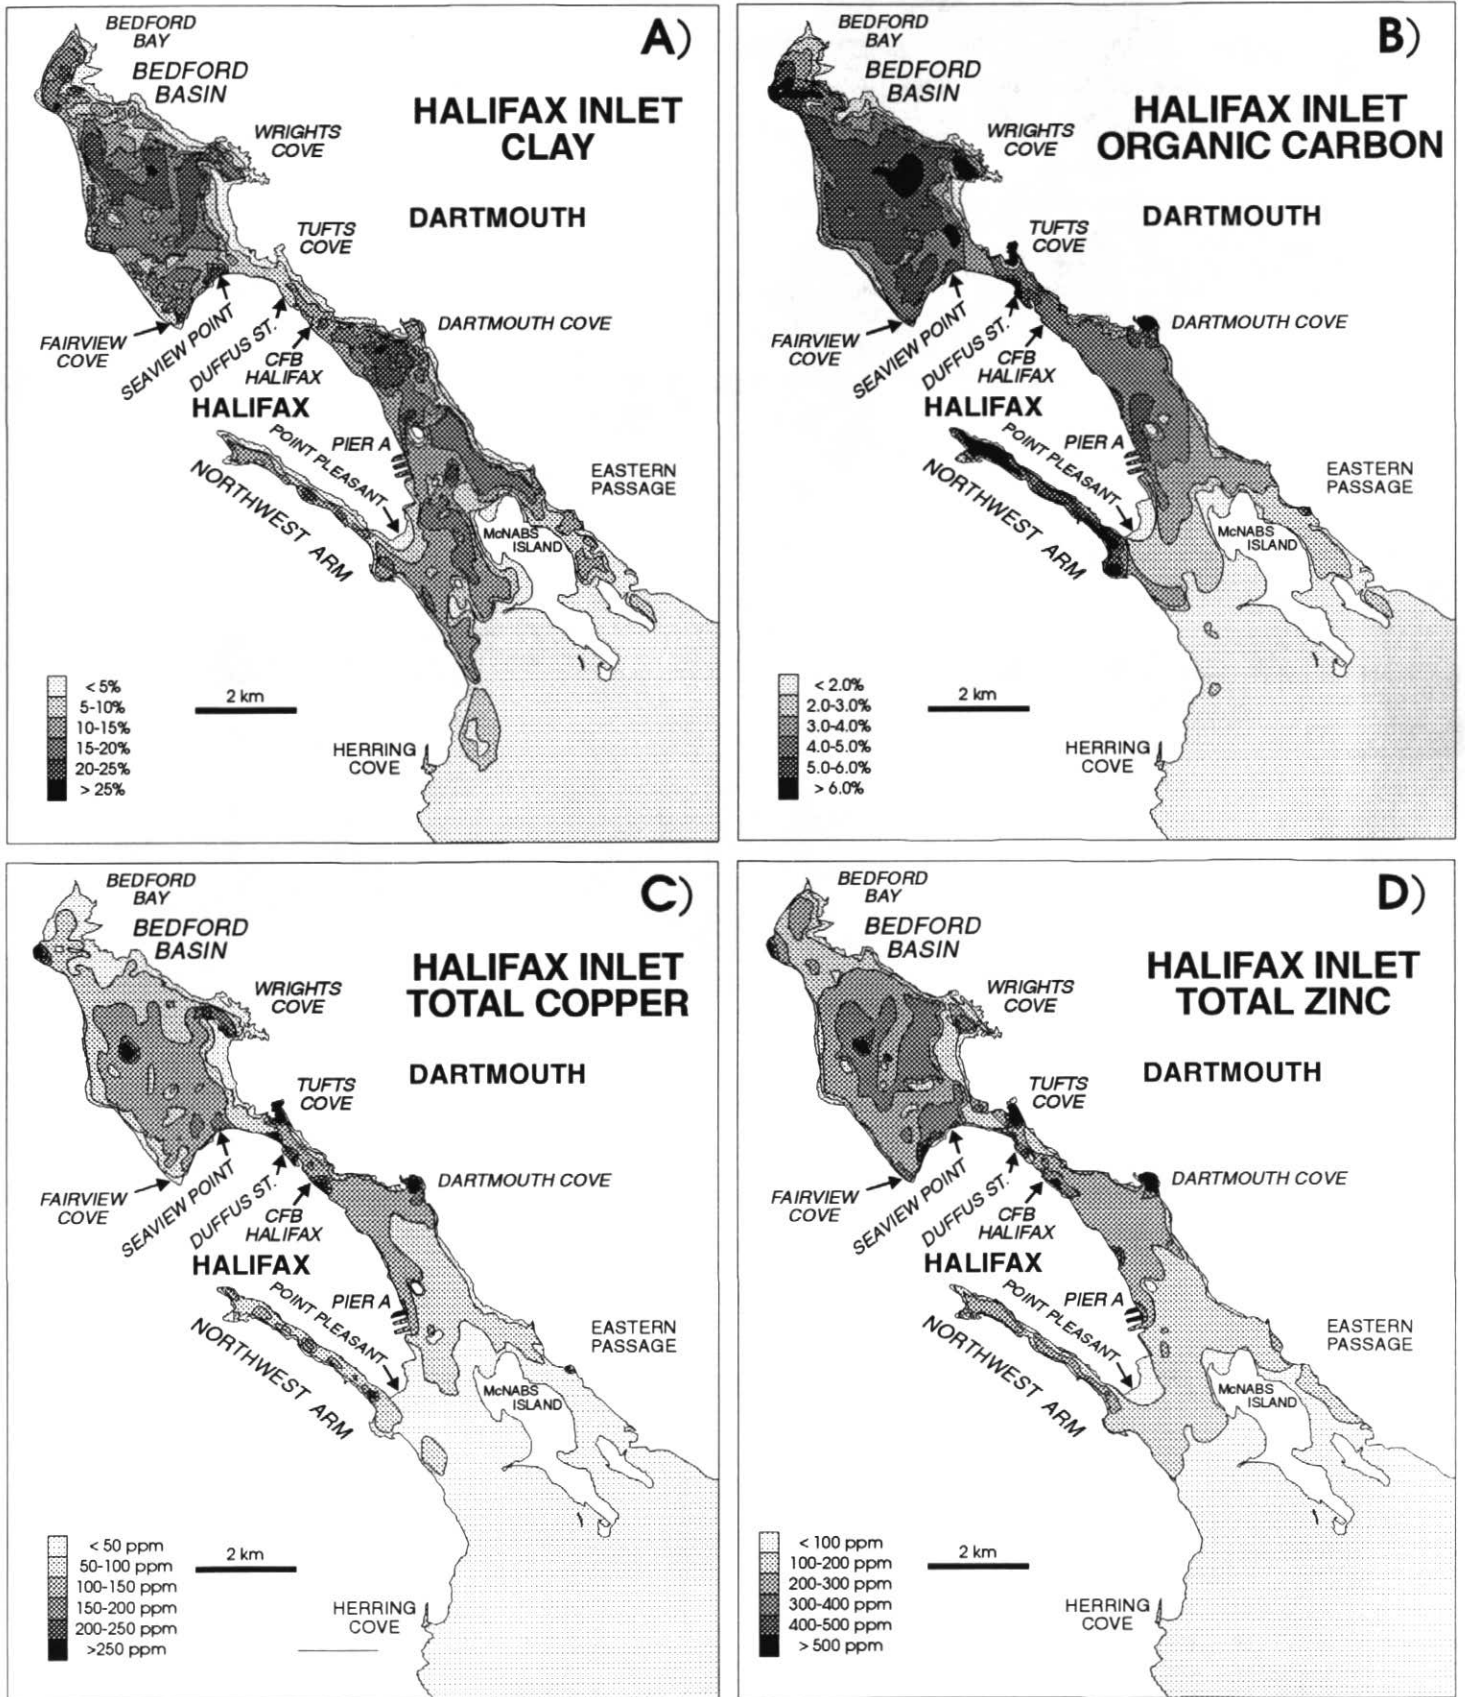 A)
BEDFORD
BAY
BEDFORD
BASIN
HALIFAX INLET
CLAY
WRIGHTS
COVE
DARTMOUTH
TUFTS
COVE
DARTMOUTH COVE
FAIRVIEW
COVE
SEAVIEW POINT
DUFFUS ST.
CFB
HALIFAX
HALIFAX
POINT PLEASANT
PIER A
NORTHWEST ARM
EASTERN
PASSAGE
McNABS
ISLAND
< 5%
5-10%
10-15%
15-20%
20-25%
> 25%
2 km
HERRING
COVE
B)
BEDFORD
BAY
BEDFORD
BASIN
HALIFAX INLET
ORGANIC CARBON
WRIGHTS
COVE
DARTMOUTH
TUFTS
COVE
DARTMOUTH COVE
FAIRVIEW
COVE
SEAVIEW POINT
DUFFUS ST.
CFB
HALIFAX
HALIFAX
POINT PLEASANT
PIER A
NORTHWEST ARM
EASTERN
PASSAGE
McNABS
ISLAND
< 2.0%
2.0-3.0%
3.0-4.0%
4.0-5.0%
5.0-6.0%
> 6.0%
2 km
HERRING
COVE
C)
BEDFORD
BAY
BEDFORD
BASIN
HALIFAX INLET
TOTAL COPPER
WRIGHTS
COVE
DARTMOUTH
TUFTS
COVE
DARTMOUTH COVE
FAIRVIEW
COVE
SEAVIEW POINT
DUFFUS ST.
CFB
HALIFAX
HALIFAX
POINT PLEASANT
PIER A
NORTHWEST ARM
EASTERN
PASSAGE
McNABS
ISLAND
< 50 ppm
50-100 ppm
100-150 ppm
150-200 ppm
200-250 ppm
>250 ppm
2 km
HERRING
COVE
D)
BEDFORD
BAY
BEDFORD
BASIN
HALIFAX INLET
TOTAL ZINC
WRIGHTS
COVE
DARTMOUTH
TUFTS
COVE
DARTMOUTH COVE
FAIRVIEW
COVE
SEAVIEW POINT
DUFFUS ST.
CFB
HALIFAX
HALIFAX
POINT PLEASANT
PIER A
NORTHWEST ARM
EASTERN
PASSAGE
McNABS
ISLAND
< 100 ppm
100-200 ppm
200-300 ppm
300-400 ppm
400-500 ppm
> 500 ppm
2 km
HERRING
COVE